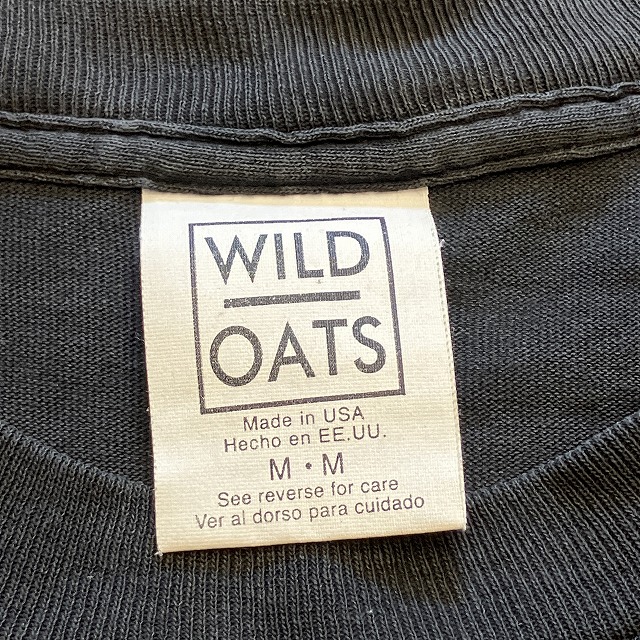 WILD
OATS
Made in USA
Hecho en EE.UU.
M • M
See reverse for care
Ver al dorso para cuidado